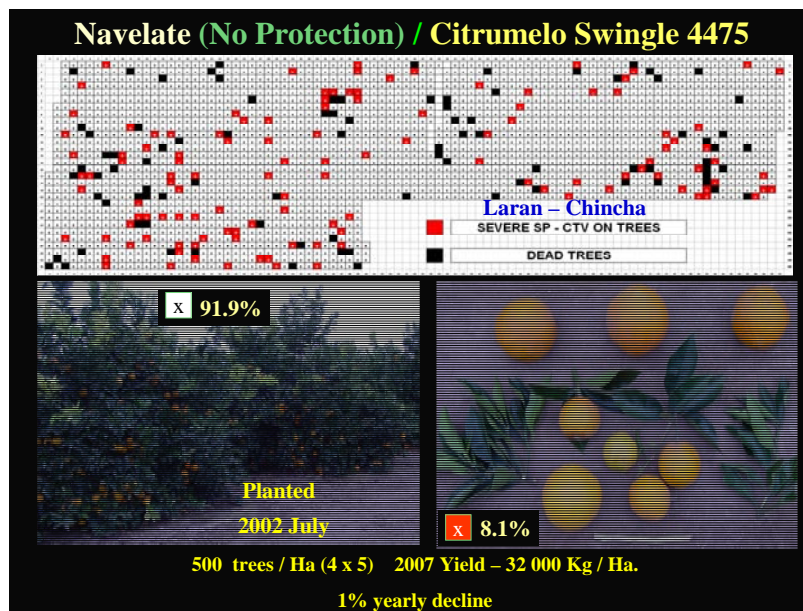 Navelate (No Protection) / Citrumelo Swingle 4475
Laran – Chincha
SEVERE SP - CTV ON TREES
DEAD TREES
x 91.9%
Planted
2002 July
x 8.1%
500 trees / Ha (4 x 5) 2007 Yield – 32 000 Kg / Ha.
1% yearly decline